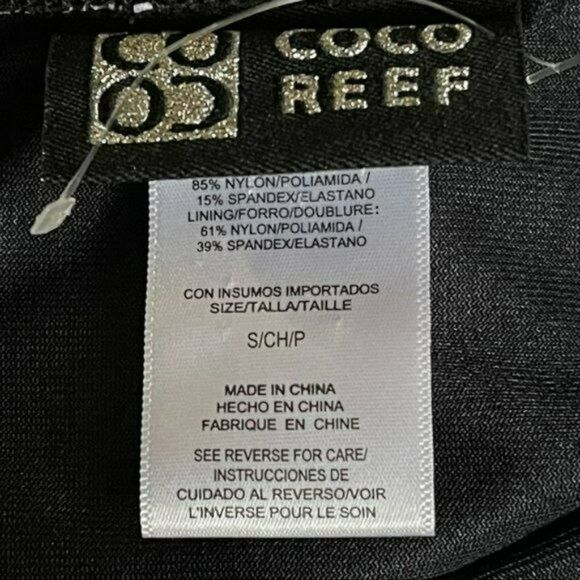 COCO
REEF
85% NYLON/POLIAMIDA /
15% SPANDEX/ELASTANO
LINING/FORRO/DOUBLURE:
61% NYLON/POLIAMIDA /
39% SPANDEX/ELASTANO
CON INSUMOS IMPORTADOS
SIZE/TALLA/TAILLE
S/CH/P
MADE IN CHINA
HECHO EN CHINA
FABRIQUE EN CHINE
SEE REVERSE FOR CARE/
INSTRUCCIONES DE
CUIDADO AL REVERSO/VOIR
L'INVERSE POUR LE SOIN